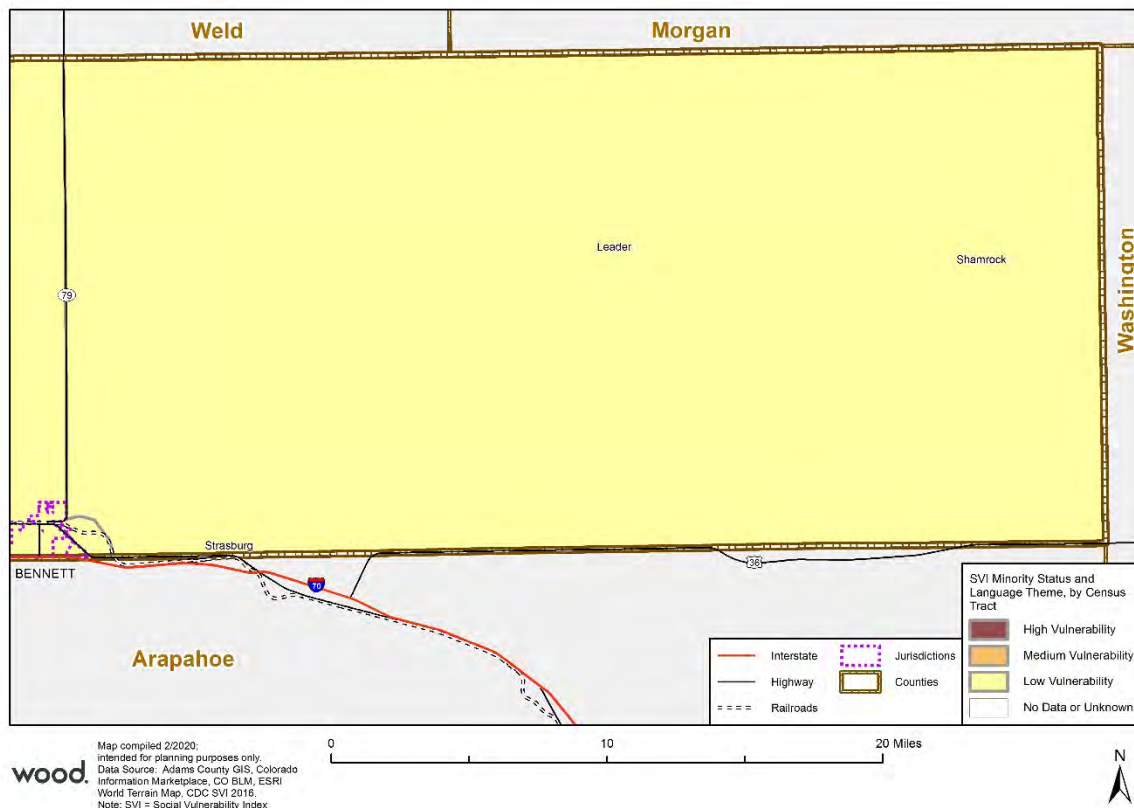 Weld
Morgan
Washington
Leader
Shamrock
79
Strasburg
BENNETT
36
70
Arapahoe
SVI Minority Status and
Language Theme, by Census
Tract
High Vulnerability
Medium Vulnerability
Low Vulnerability
No Data or Unknown
Interstate
Highway
Railroads
Jurisdictions
Counties
wood.
Map compiled 2/2020;
intended for planning purposes only.
Data Source: Adams County GIS, Colorado
Information Marketplace, CO BLM, ESRI
World Terrain Map, CDC SVI 2016.
Note: SVI = Social Vulnerability Index
0 10 20 Miles
N